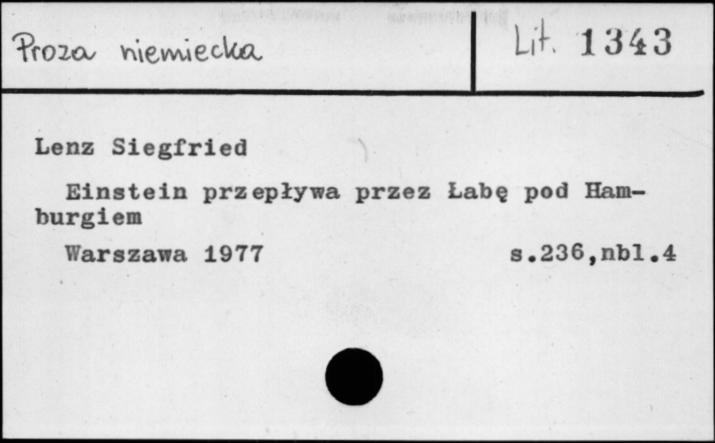 Proza niemiecka
Lit. 1343
Lenz Siegfried
Einstein przepływa przez Łabę pod Ham-
burgiem
Warszawa 1977 s.236,nbl.4